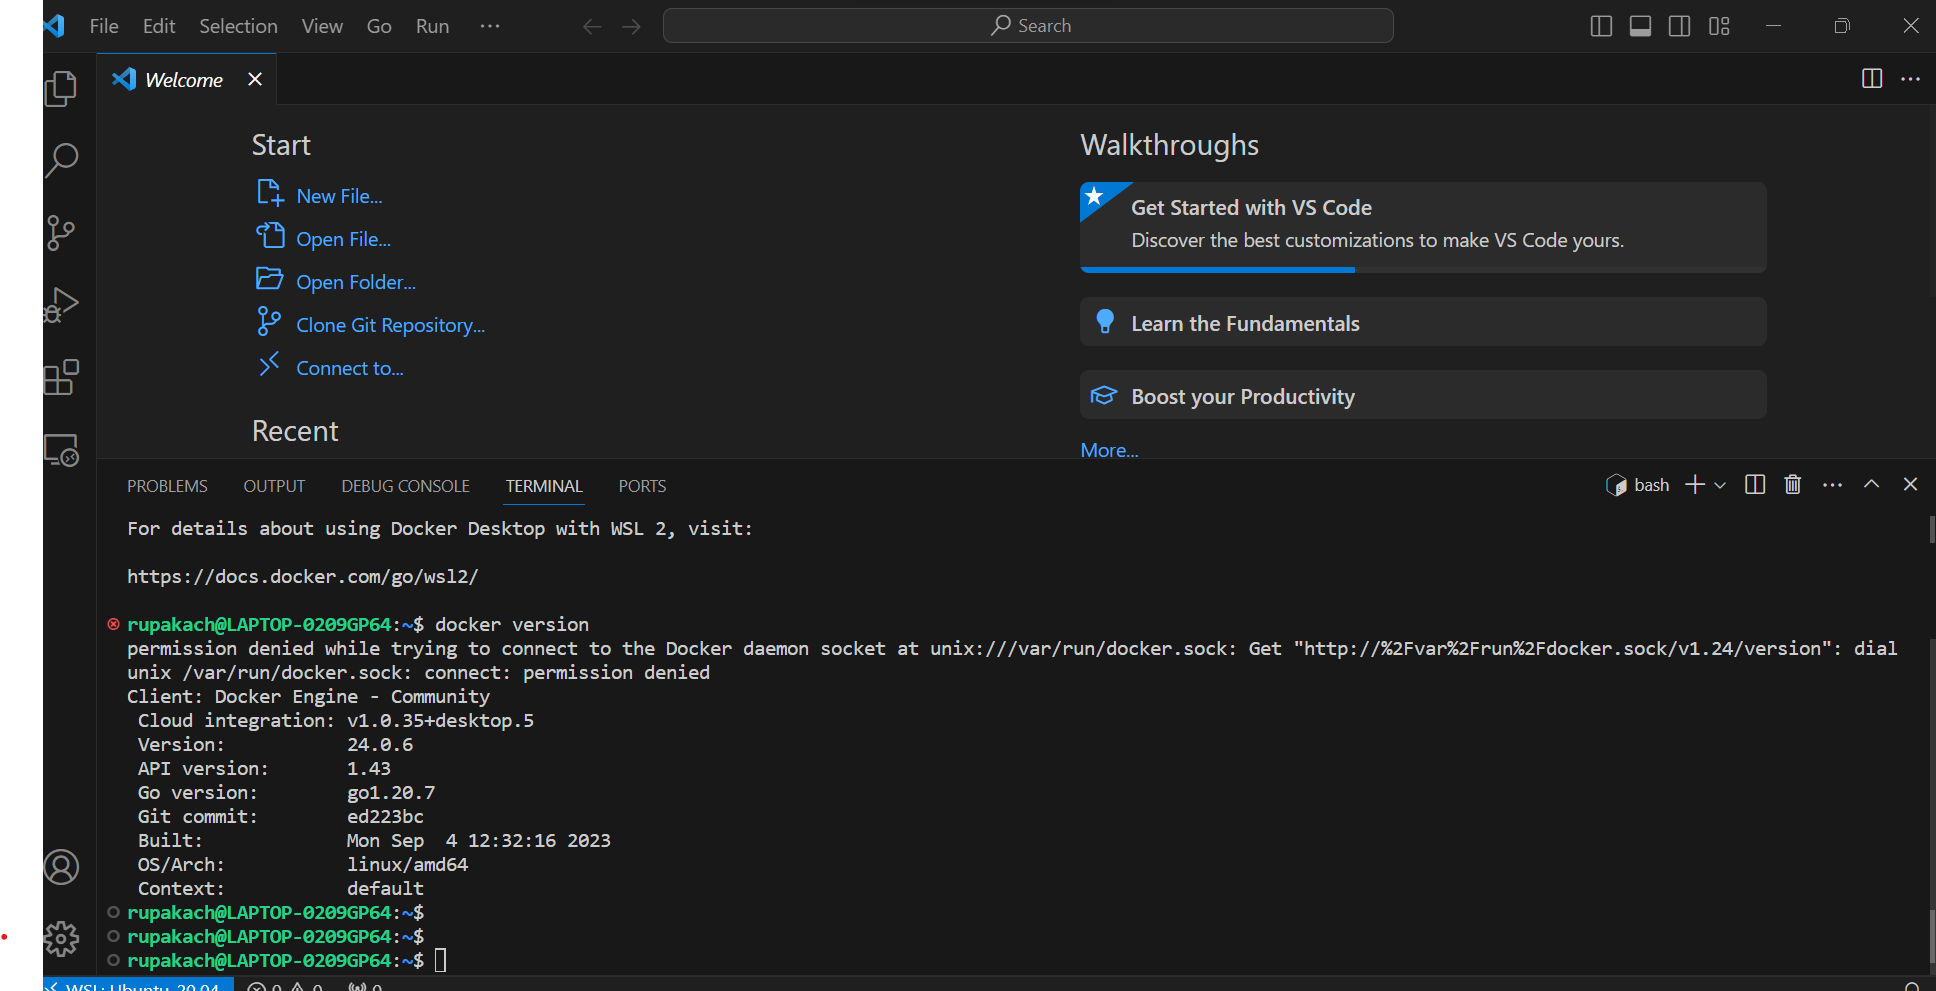 File Edit Selection View Go Run ···
Search
Welcome
Start
New File...
Open File...
Open Folder...
Clone Git Repository...
Connect to...
Recent
Walkthroughs
Get Started with VS Code
Discover the best customizations to make VS Code yours.
Learn the Fundamentals
Boost your Productivity
More...
PROBLEMS OUTPUT DEBUG CONSOLE TERMINAL PORTS
bash
For details about using Docker Desktop with WSL 2, visit:
https://docs.docker.com/go/wsl2/
rupakach@LAPTOP-0209GP64:~$ docker version
permission denied while trying to connect to the Docker daemon socket at unix:///var/run/docker.sock: Get "http://%2Fvar%2Frun%2Fdocker.sock/v1.24/version": dial
unix /var/run/docker.sock: connect: permission denied
Client: Docker Engine - Community
Cloud integration: v1.0.35+desktop.5
Version: 24.0.6
API version: 1.43
Go version: go1.20.7
Git commit: ed223bc
Built: Mon Sep  4 12:32:16 2023
OS/Arch: linux/amd64
Context: default
rupakach@LAPTOP-0209GP64:~$
rupakach@LAPTOP-0209GP64:~$
rupakach@LAPTOP-0209GP64:~$
WSL: Ubuntu-20.04 0 0 0